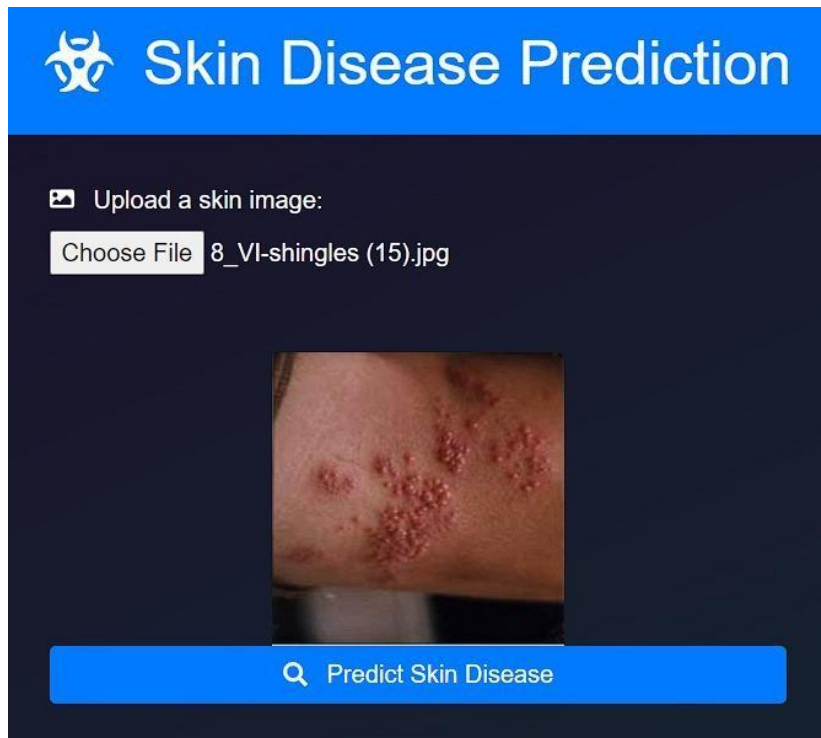 Skin Disease Prediction
Upload a skin image:
Choose File 8_VI-shingles (15).jpg
Predict Skin Disease